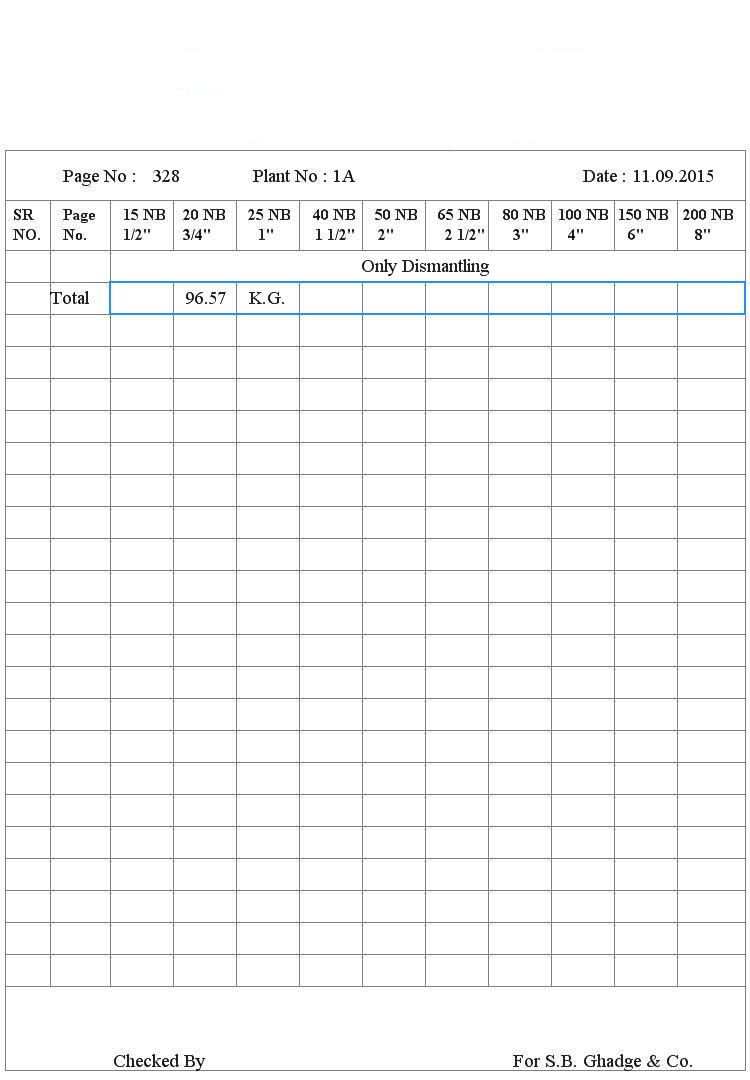 Page No : 328 Plant No : 1A Date : 11.09.2015
SR Page 15 NB 20 NB 25 NB 40 NB 50 NB 65 NB 80 NB 100 NB 150 NB 200 NB
NO. No. 1/2" 3/4" 1" 1 1/2" 2" 2 1/2" 3" 4" 6" 8"
Only Dismantling
Total 96.57 K.G.
Checked By For S.B. Ghadge & Co.